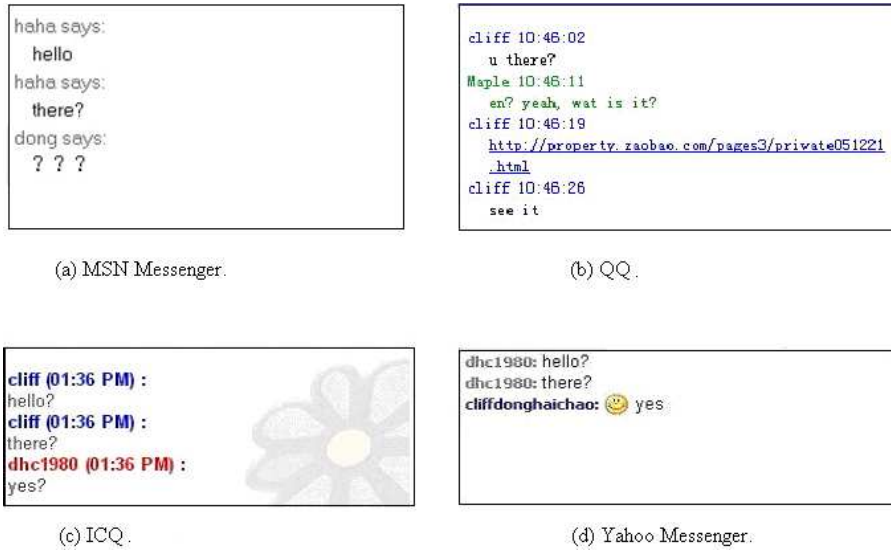 haha says:
hello
haha says:
there?
dong says:
? ? ?
(a) MSN Messenger.
cliff 10:46:02
u there?
Maple 10:46:11
en? yeah, wat is it?
cliff 10:46:19
http://property.zaobao.com/pages3/private051221
.html
cliff 10:46:26
see it
(b) QQ.
cliff (01:36 PM) :
hello?
cliff (01:36 PM) :
there?
dhc1980 (01:36 PM) :
yes?
(c) ICQ.
dhc1980: hello?
dhc1980: there?
cliffdonghaichao: yes
(d) Yahoo Messenger.